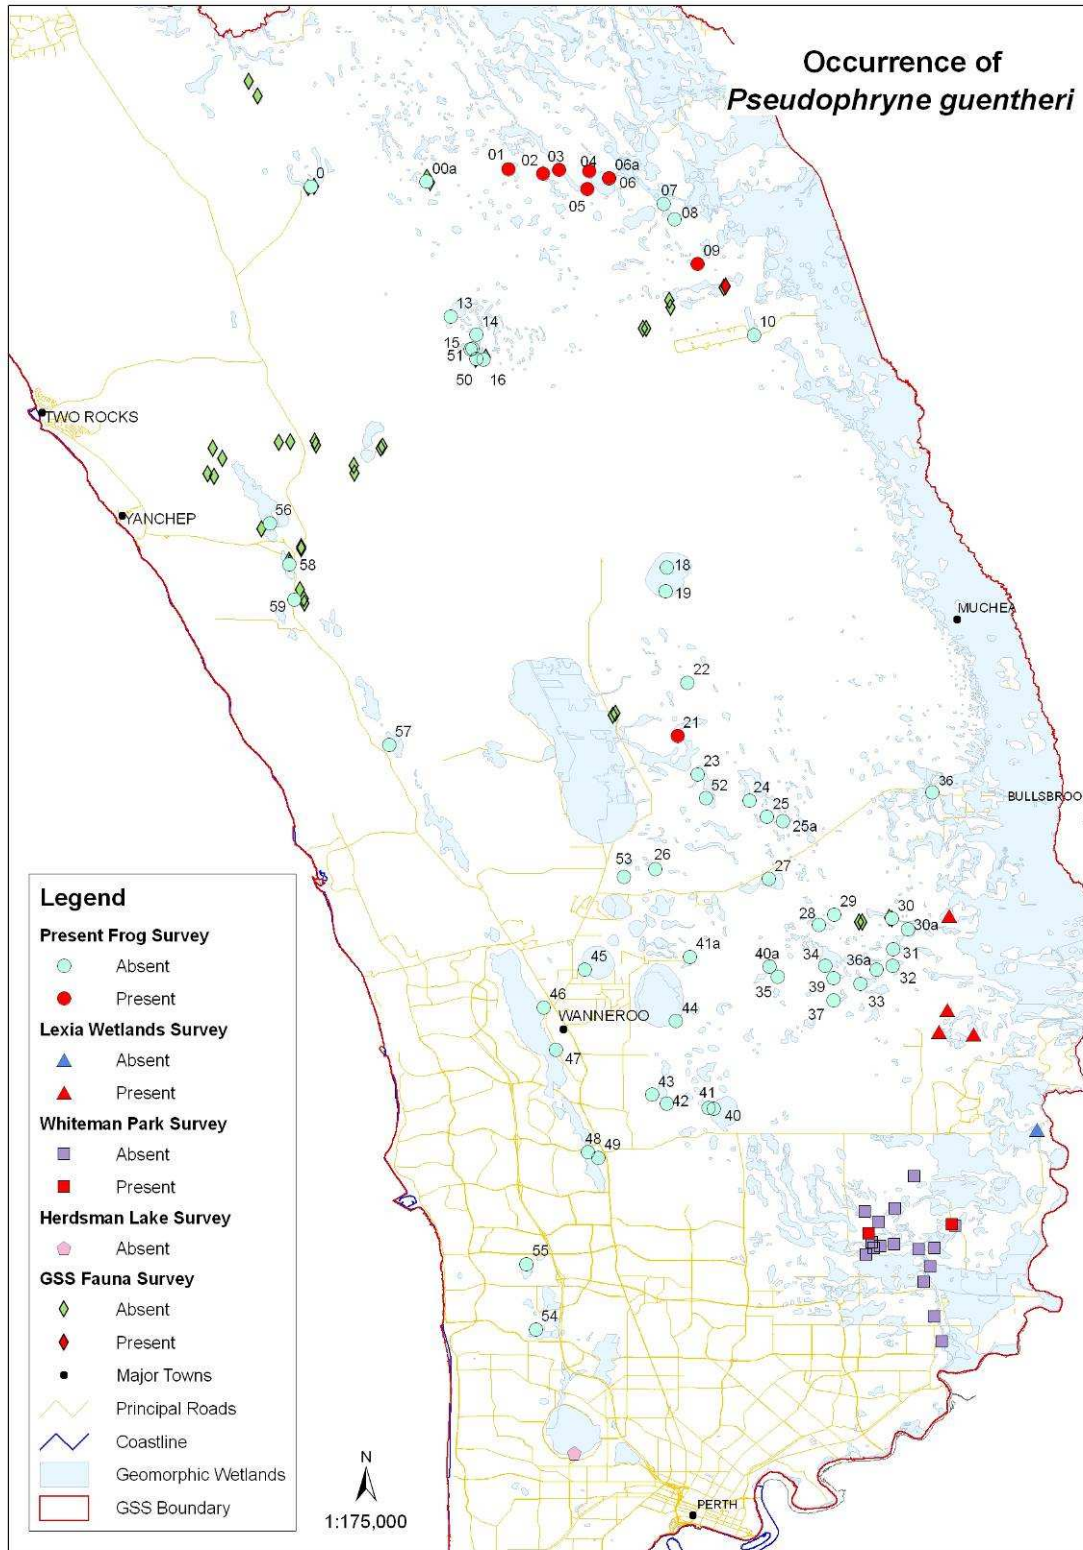 Occurrence of
Pseudophryne guentheri
0
00a
01
02
03
04
06a
06
05
07
08
09
10
13
14
15
51
50
16
TWO ROCKS
YANCHEP
56
58
59
18
19
MUCHEA
22
21
57
23
52
24
25
25a
36
BULLSBROO
53
26
27
28
29
30
30a
31
32
45
41a
40a
34
36a
35
39
33
37
46
44
WANNEROO
47
43
42
41
40
48
49
55
54
PERTH
Legend
Present Frog Survey
Absent
Present
Lexia Wetlands Survey
Absent
Present
Whiteman Park Survey
Absent
Present
Herdsman Lake Survey
Absent
GSS Fauna Survey
Absent
Present
Major Towns
Principal Roads
Coastline
Geomorphic Wetlands
GSS Boundary
N
1:175,000